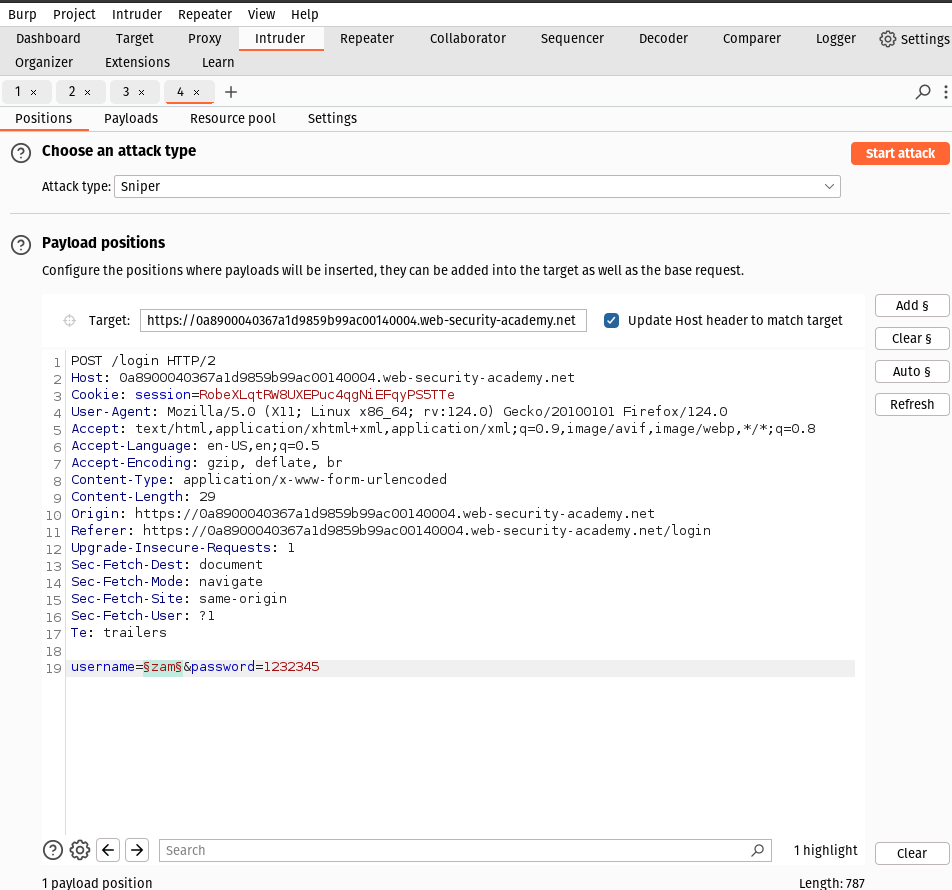 Burp Project Intruder Repeater View Help
Dashboard Target Proxy Intruder Repeater Collaborator Sequencer Decoder Comparer Logger Settings
Organizer Extensions Learn
1 × 2 × 3 × 4 × +
Positions Payloads Resource pool Settings
? Choose an attack type Start attack
Attack type: Sniper
? Payload positions
Configure the positions where payloads will be inserted, they can be added into the target as well as the base request.
Target: https://0a8900040367a1d9859b99ac00140004.web-security-academy.net Update Host header to match target
Add §
Clear §
Auto §
Refresh
1 POST /login HTTP/2
2 Host: 0a8900040367a1d9859b99ac00140004.web-security-academy.net
3 Cookie: session=RobeXLqtRW8UXEPuc4qgNiEFqyPS5TTe
4 User-Agent: Mozilla/5.0 (X11; Linux x86_64; rv:124.0) Gecko/20100101 Firefox/124.0
5 Accept: text/html,application/xhtml+xml,application/xml;q=0.9,image/avif,image/webp,*/*;q=0.8
6 Accept-Language: en-US,en;q=0.5
7 Accept-Encoding: gzip, deflate, br
8 Content-Type: application/x-www-form-urlencoded
9 Content-Length: 29
10 Origin: https://0a8900040367a1d9859b99ac00140004.web-security-academy.net
11 Referer: https://0a8900040367a1d9859b99ac00140004.web-security-academy.net/login
12 Upgrade-Insecure-Requests: 1
13 Sec-Fetch-Dest: document
14 Sec-Fetch-Mode: navigate
15 Sec-Fetch-Site: same-origin
16 Sec-Fetch-User: ?1
17 Te: trailers
18
19 username=§zam§&password=1232345
? Search 1 highlight Clear
1 payload position Length: 787